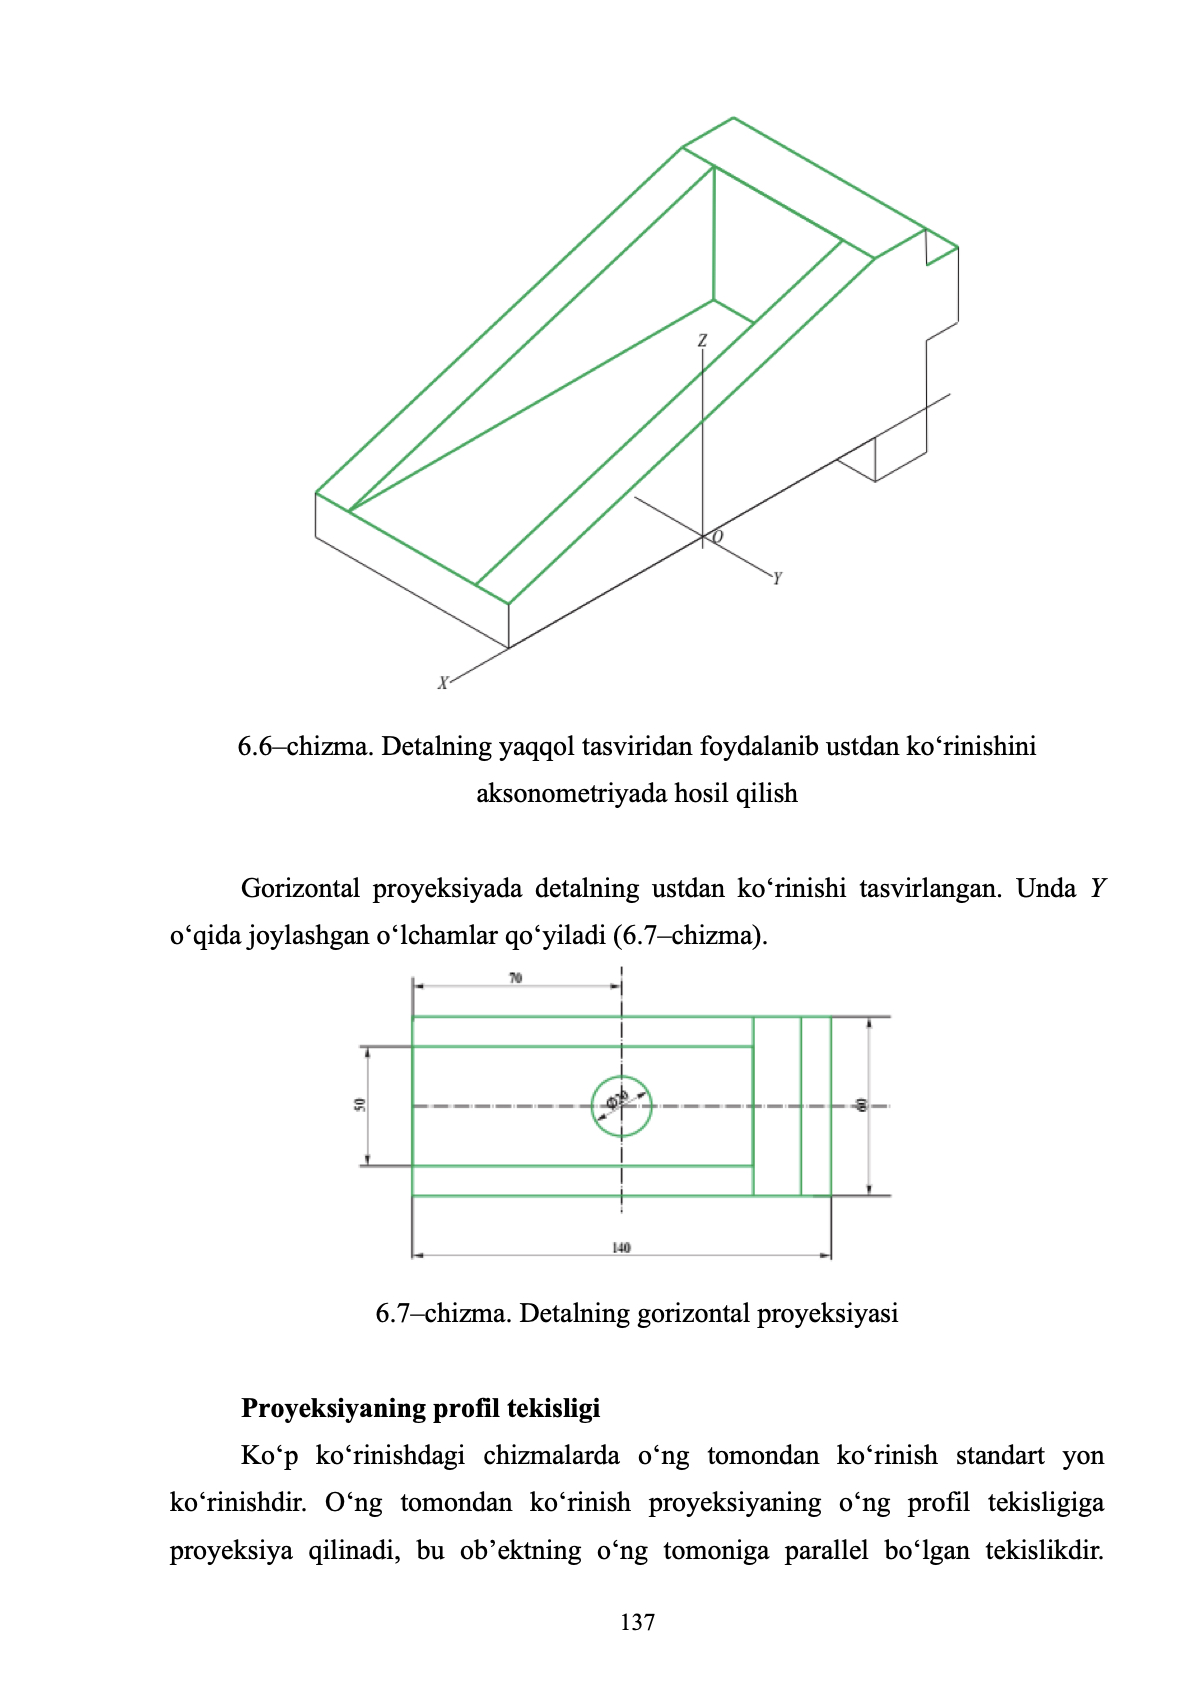 Z
O
Y
X
6.6–chizma. Detalning yaqqol tasviridan foydalanib ustdan ko‘rinishini
aksonometriyada hosil qilish
Gorizontal proyeksiyada detalning ustdan ko‘rinishi tasvirlangan. Unda Y
o‘qida joylashgan o‘lchamlar qo‘yiladi (6.7–chizma).
70
50
Ø20
60
140
6.7–chizma. Detalning gorizontal proyeksiyasi
Proyeksiyaning profil tekisligi
Ko‘p ko‘rinishdagi chizmalarda o‘ng tomondan ko‘rinish standart yon
ko‘rinishdir. O‘ng tomondan ko‘rinish proyeksiyaning o‘ng profil tekisligiga
proyeksiya qilinadi, bu ob’ektning o‘ng tomoniga parallel bo‘lgan tekislikdir.
137